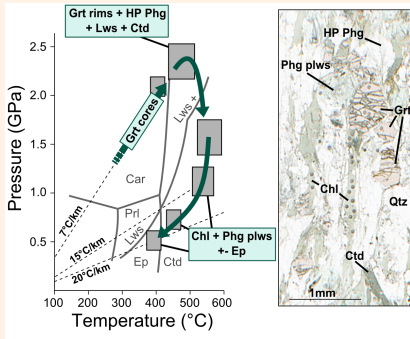 Grt rims + HP Phg
+ Lws + Ctd
2.5
2.0
1.5
1.0
0.5
Pressure (GPa)
Grt cores
Lws +
Car
Prl
Lws
Ep
Ctd
7°C/km
15°C/km
20°C/km
Chl + Phg plws
+- Ep
100 200 300 400 500 600
Temperature (°C)
HP Phg
Phg plws
Grt
Chl
Qtz
Ctd
1mm